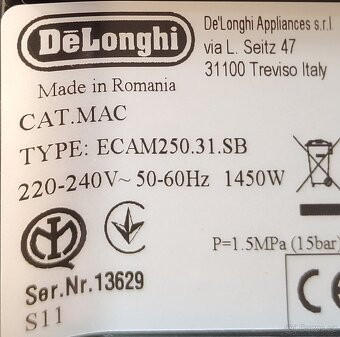 DeLonghi
De'Longhi Appliances s.r.l.
via L. Seitz 47
31100 Treviso Italy
Made in Romania
CAT.MAC
TYPE: ECAM250.31.SB
220-240V~ 50-60Hz 1450W
P=1.5MPa (15bar)
Ser.Nr.13629
S11
CE